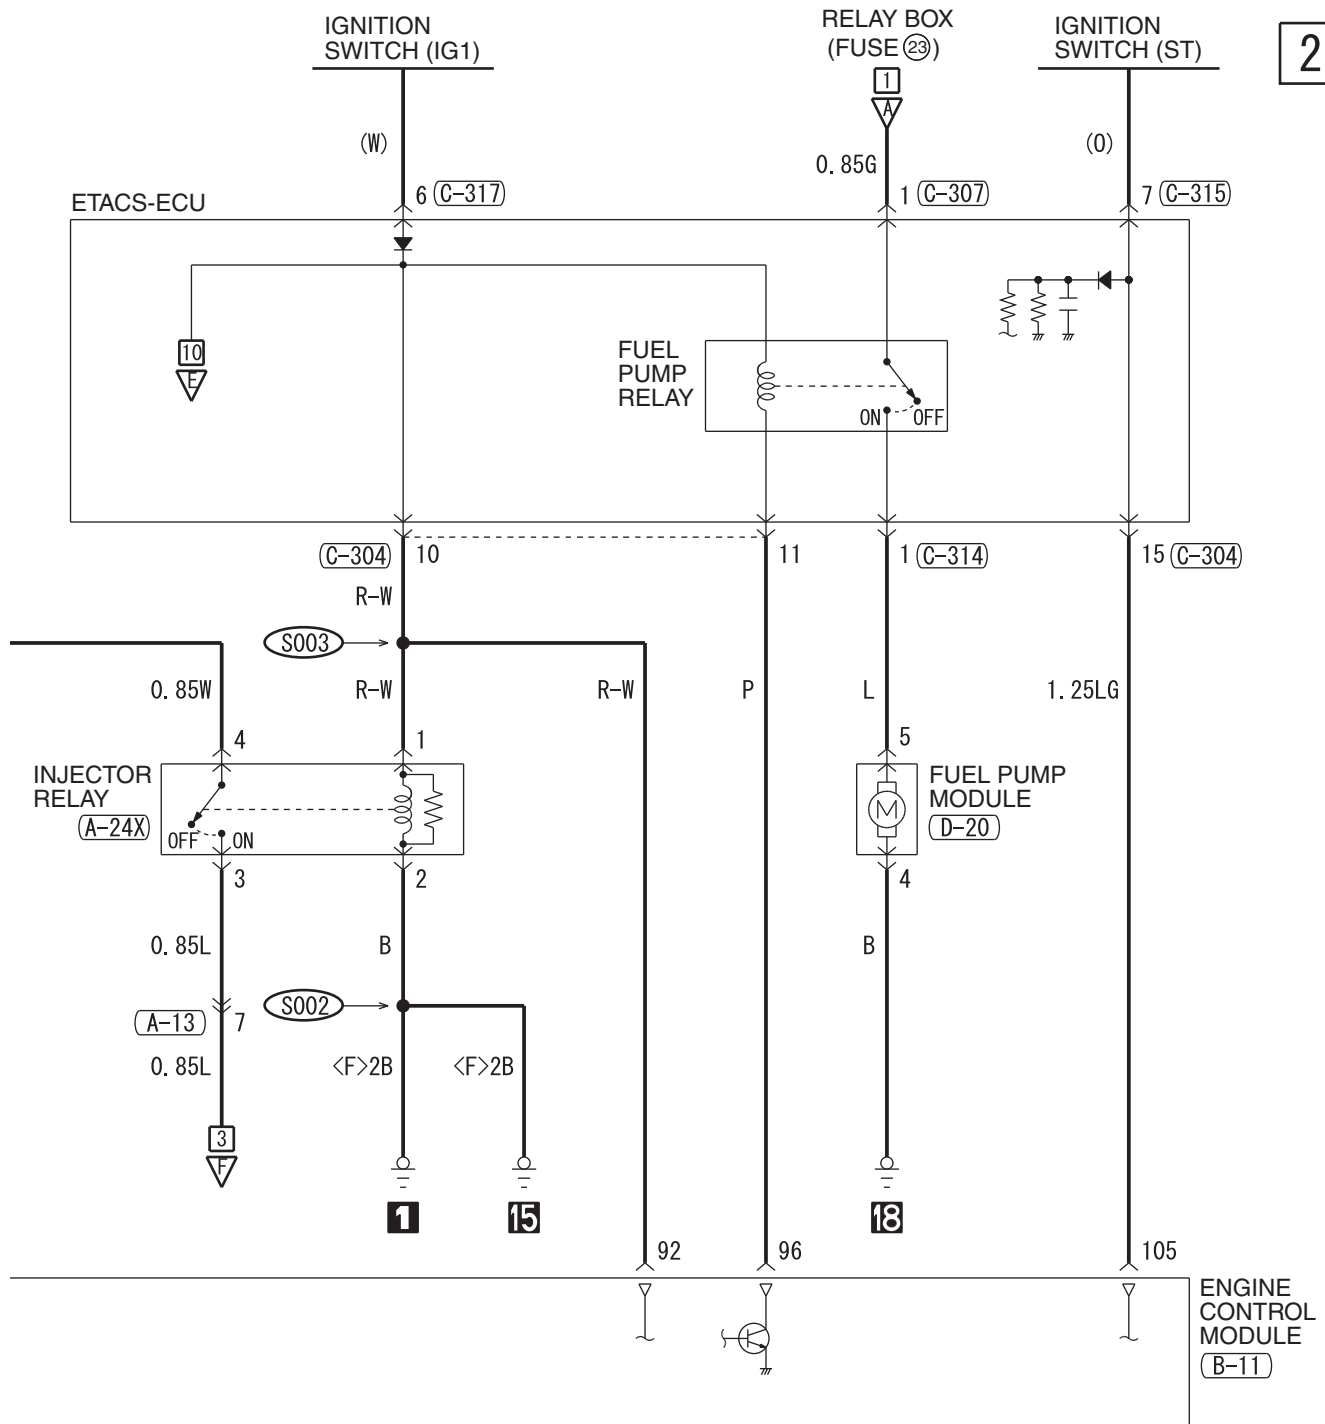 IGNITION
SWITCH (IG1)
RELAY BOX
(FUSE ㉓)
IGNITION
SWITCH (ST)
2
1
A
(W)
0.85G
(O)
6 C-317
1 C-307
7 C-315
ETACS-ECU
10
E
FUEL
PUMP
RELAY
ON OFF
C-304 10
11
1 C-314
15 C-304
R-W
S003
0.85W
R-W
R-W
P
L
1.25LG
4
1
5
INJECTOR
RELAY
A-24X
OFF ON
FUEL PUMP
MODULE
D-20
M
3
2
4
0.85L
B
B
S002
A-13 7
0.85L
<F>2B
<F>2B
3
F
1
15
18
92
96
105
ENGINE
CONTROL
MODULE
B-11